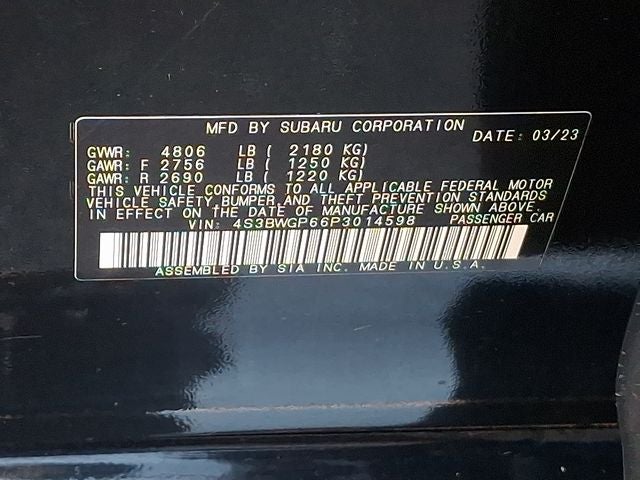 MFD BY SUBARU CORPORATION
DATE: 03/23
GVWR: 4806 LB ( 2180 KG)
GAWR: F 2756 LB ( 1250 KG)
GAWR: R 2690 LB ( 1220 KG)
THIS VEHICLE CONFORMS TO ALL APPLICABLE FEDERAL MOTOR
VEHICLE SAFETY, BUMPER, AND THEFT PREVENTION STANDARDS
IN EFFECT ON THE DATE OF MANUFACTURE SHOWN ABOVE.
VIN: 4S3BWGP66P3014598 PASSENGER CAR
ASSEMBLED BY SIA INC. MADE IN U.S.A.